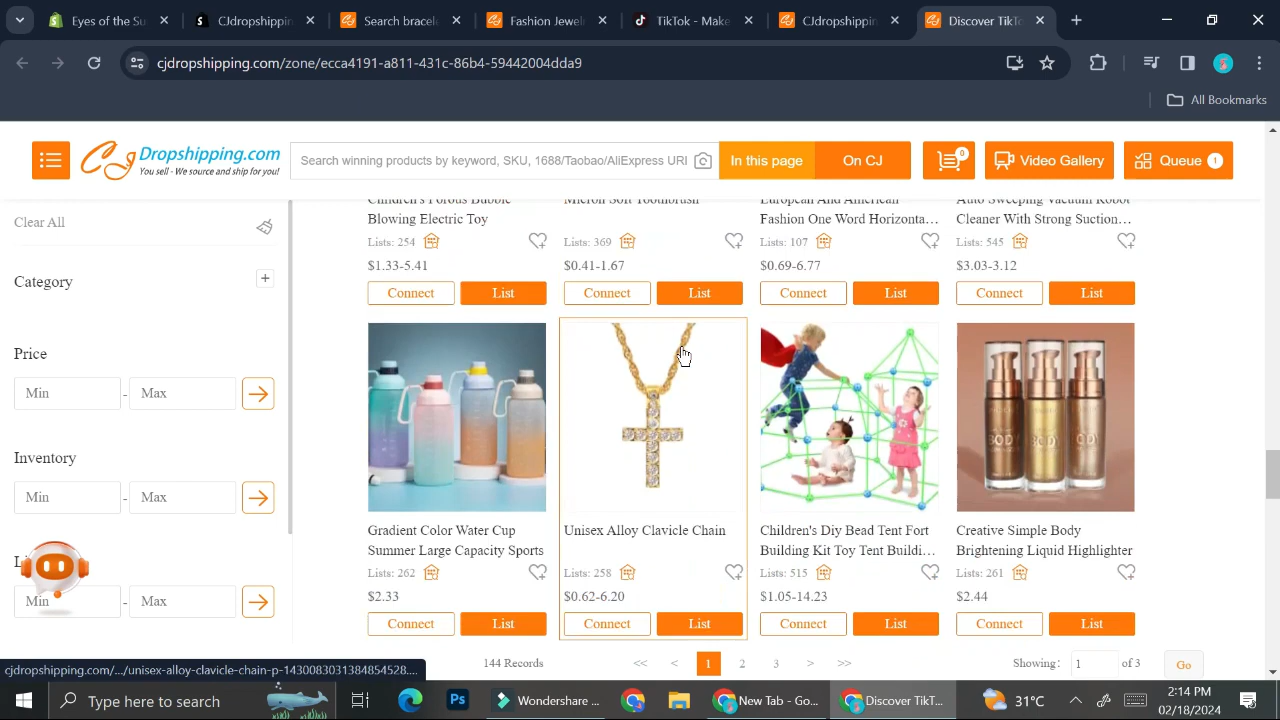 Eyes of the Su
CJdropshippin
Search bracele
Fashion Jewel
TikTok - Make
CJdropshippin
Discover TikTo
cjdropshipping.com/zone/ecca4191-a811-431c-86b4-59442004dda9
All Bookmarks
CJ Dropshipping.com
You sell - We source and ship for you!
Search winning products by keyword, SKU, 1688/Taobao/AliExpress URL
In this page
On CJ
0
Video Gallery
Queue 1
Clear All
Category
+
Price
Min - Max
Inventory
Min - Max
Min - Max
Children's Porous Bubble
Blowing Electric Toy
Lists: 254
$1.33-5.41
Connect List
Micron Soft Toothbrush
Lists: 369
$0.41-1.67
Connect List
European And American
Fashion One Word Horizonta...
Lists: 107
$0.69-6.77
Connect List
Auto Sweeping Vacuum Robot
Cleaner With Strong Suction...
Lists: 545
$3.03-3.12
Connect List
Gradient Color Water Cup
Summer Large Capacity Sports
Lists: 262
$2.33
Connect List
Unisex Alloy Clavicle Chain
Lists: 258
$0.62-6.20
Connect List
Children's Diy Bead Tent Fort
Building Kit Toy Tent Buildi...
Lists: 515
$1.05-14.23
Connect List
BODY
Creative Simple Body
Brightening Liquid Highlighter
Lists: 261
$2.44
Connect List
144 Records
<< < 1 2 3 > >>
Showing: 1 of 3 Go
cjdropshipping.com/.../unisex-alloy-clavicle-chain-p-1430083031384854528....
Type here to search
Ps
Wondershare ...
New Tab - Go...
Discover TikT...
31°C
2:14 PM
02/18/2024